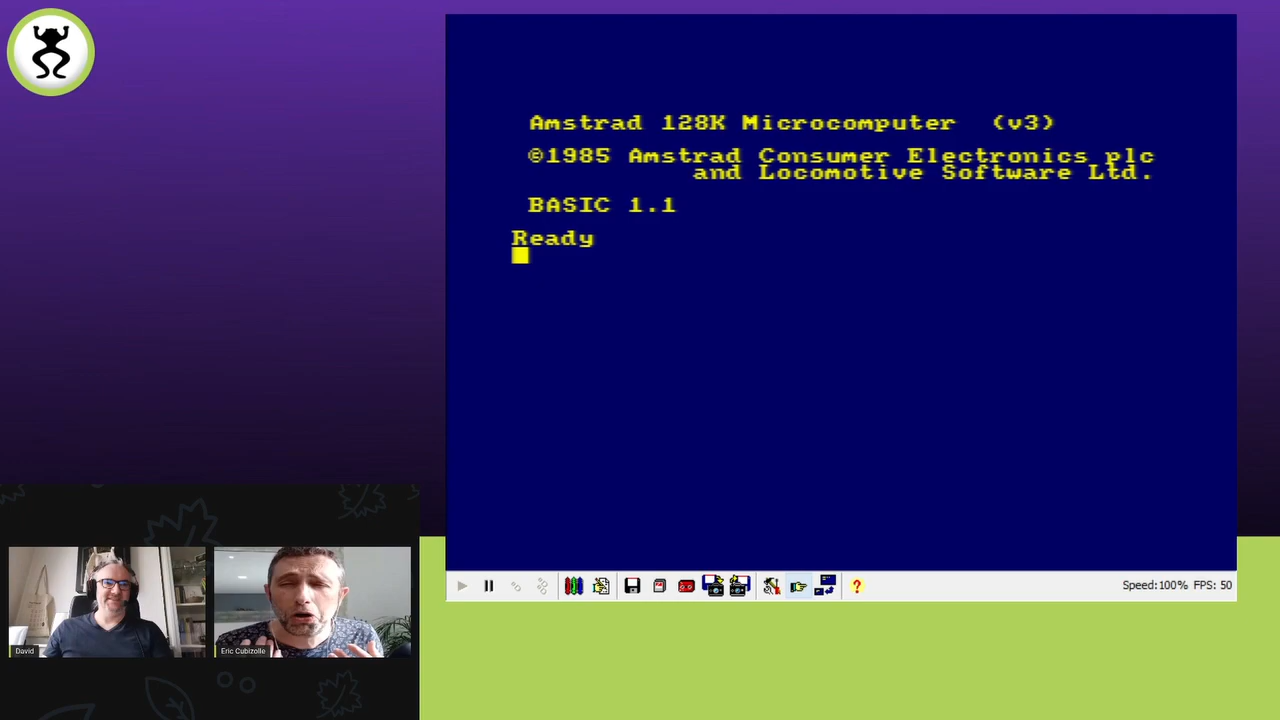 Amstrad 128K Microcomputer (v3)
©1985 Amstrad Consumer Electronics plc
and Locomotive Software Ltd.
BASIC 1.1
Ready
Speed:100% FPS: 50
David
Eric Cubizolle